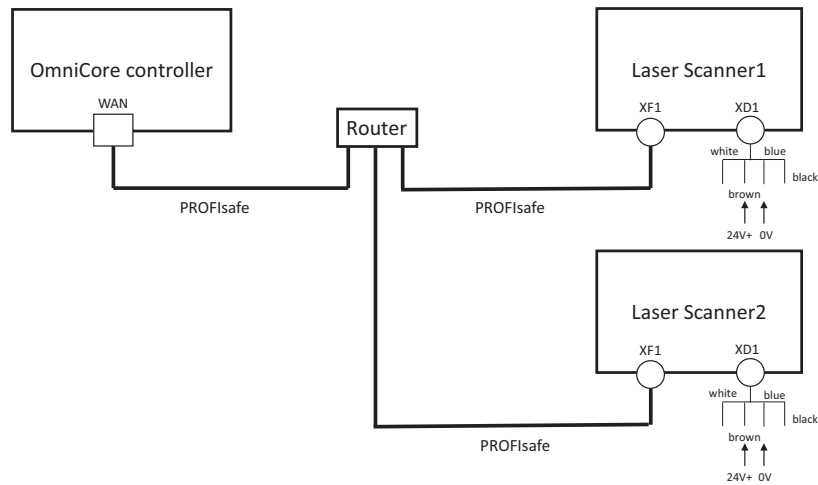 OmniCore controller
WAN
Router
PROFIsafe
PROFIsafe
Laser Scanner1
XF1
XD1
white
blue
black
brown
24V+ 0V
Laser Scanner2
XF1
XD1
white
blue
black
brown
24V+ 0V
PROFIsafe